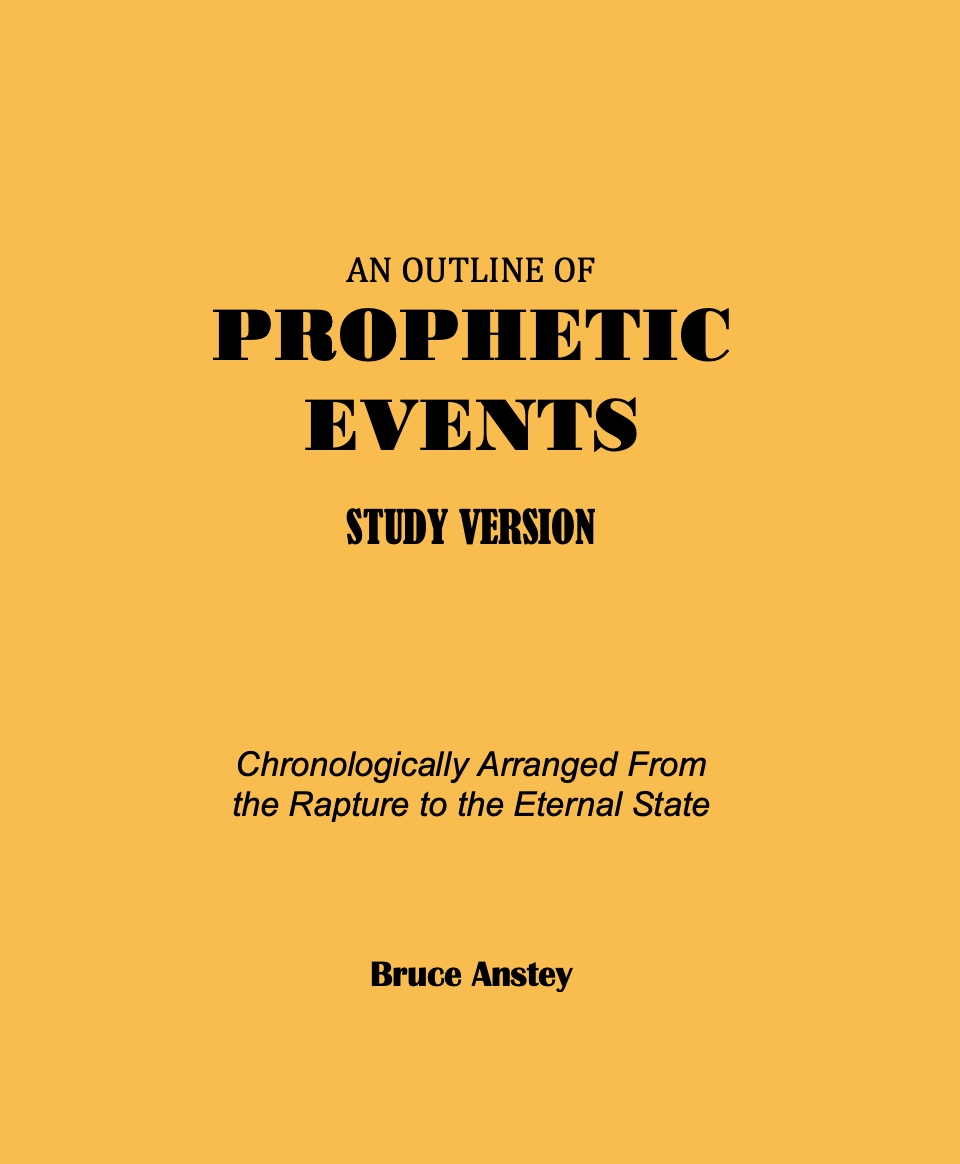 AN OUTLINE OF
PROPHETIC
EVENTS
STUDY VERSION
Chronologically Arranged From
the Rapture to the Eternal State
Bruce Anstey